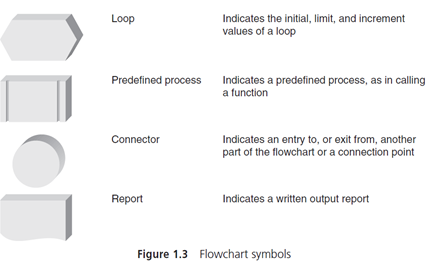 Loop Indicates the initial, limit, and increment
values of a loop
Predefined process Indicates a predefined process, as in calling
a function
Connector Indicates an entry to, or exit from, another
part of the flowchart or a connection point
Report Indicates a written output report
Figure 1.3 Flowchart symbols